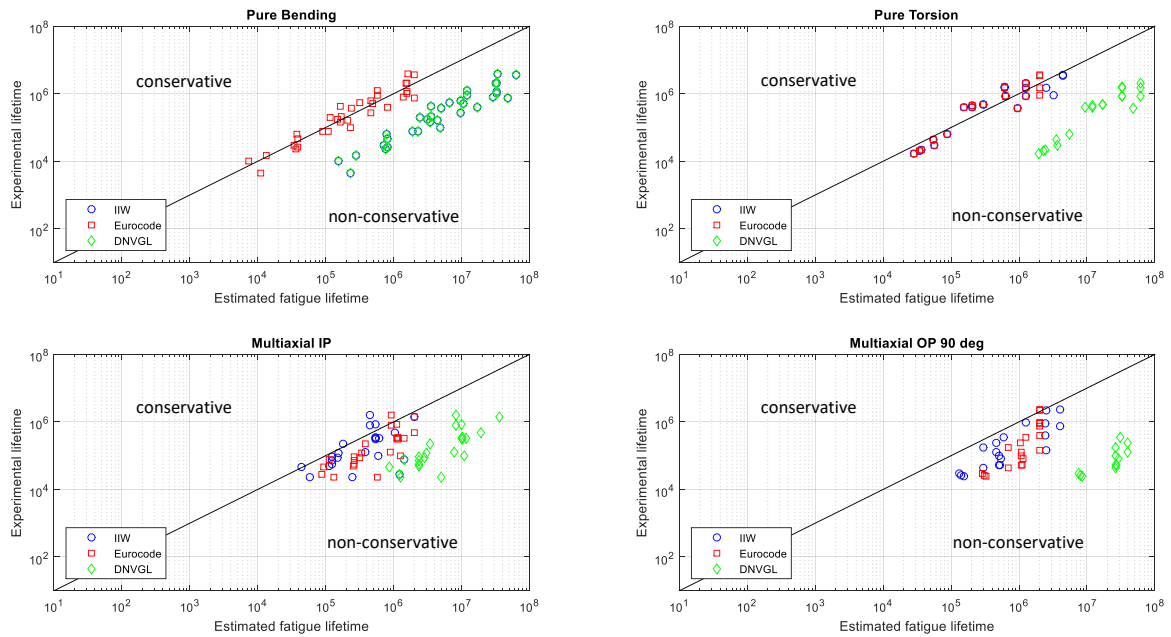 Pure Bending
10^8
10^6
10^4
10^2
Experimental lifetime
conservative
non-conservative
IIW
Eurocode
DNVGL
10^1 10^2 10^3 10^4 10^5 10^6 10^7 10^8
Estimated fatigue lifetime
Pure Torsion
10^8
10^6
10^4
10^2
Experimental lifetime
conservative
non-conservative
IIW
Eurocode
DNVGL
10^1 10^2 10^3 10^4 10^5 10^6 10^7 10^8
Estimated fatigue lifetime
Multiaxial IP
10^8
10^6
10^4
10^2
Experimental lifetime
conservative
non-conservative
IIW
Eurocode
DNVGL
10^1 10^2 10^3 10^4 10^5 10^6 10^7 10^8
Estimated fatigue lifetime
Multiaxial OP 90 deg
10^8
10^6
10^4
10^2
Experimental lifetime
conservative
non-conservative
IIW
Eurocode
DNVGL
10^1 10^2 10^3 10^4 10^5 10^6 10^7 10^8
Estimated fatigue lifetime